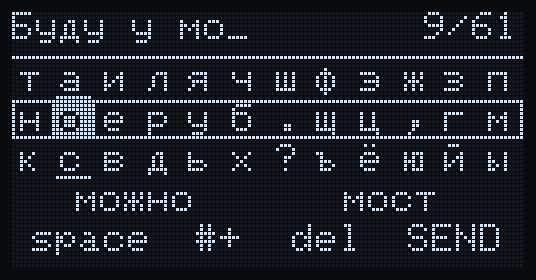 Буду у мо_ 9/61
т а и л я ч ш ф э ж з п
н о е р у б . щ ц , г м
к с в д ь х ? ъ ё ю й ы
можно мост
space #+ del SEND